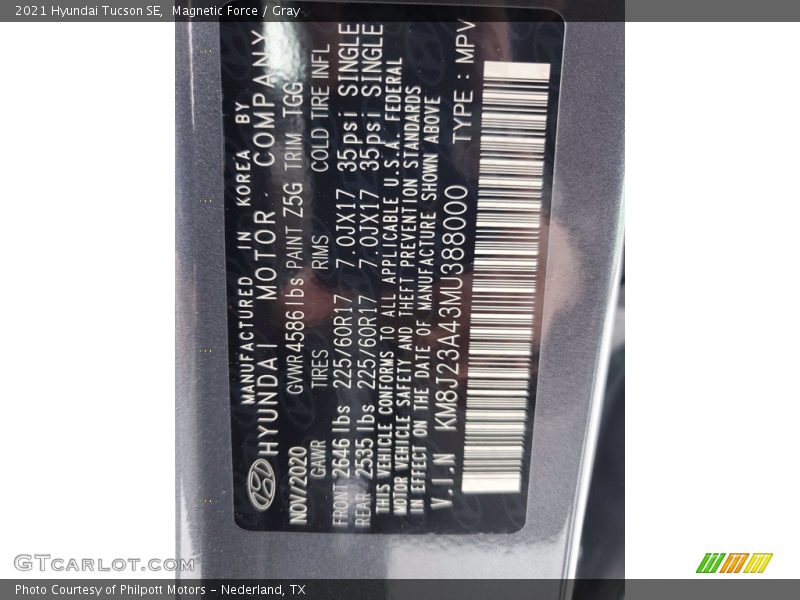 2021 Hyundai Tucson SE, Magnetic Force / Gray
MANUFACTURED IN KOREA BY
HYUNDAI MOTOR COMPANY
NOV/2020 GVWR 4586 lbs PAINT Z5G TRIM TGG
GAWR TIRES RIMS COLD TIRE INFL
FRONT 2646 lbs 225/60R17 7.0JX17 35psi SINGLE
REAR 2535 lbs 225/60R17 7.0JX17 35psi SINGLE
THIS VEHICLE CONFORMS TO ALL APPLICABLE U.S.A. FEDERAL
MOTOR VEHICLE SAFETY AND THEFT PREVENTION STANDARDS
IN EFFECT ON THE DATE OF MANUFACTURE SHOWN ABOVE
V.I.N KM8J23A43MU388000 TYPE : MPV
GTcarlot.com
Photo Courtesy of Philpott Motors - Nederland, TX